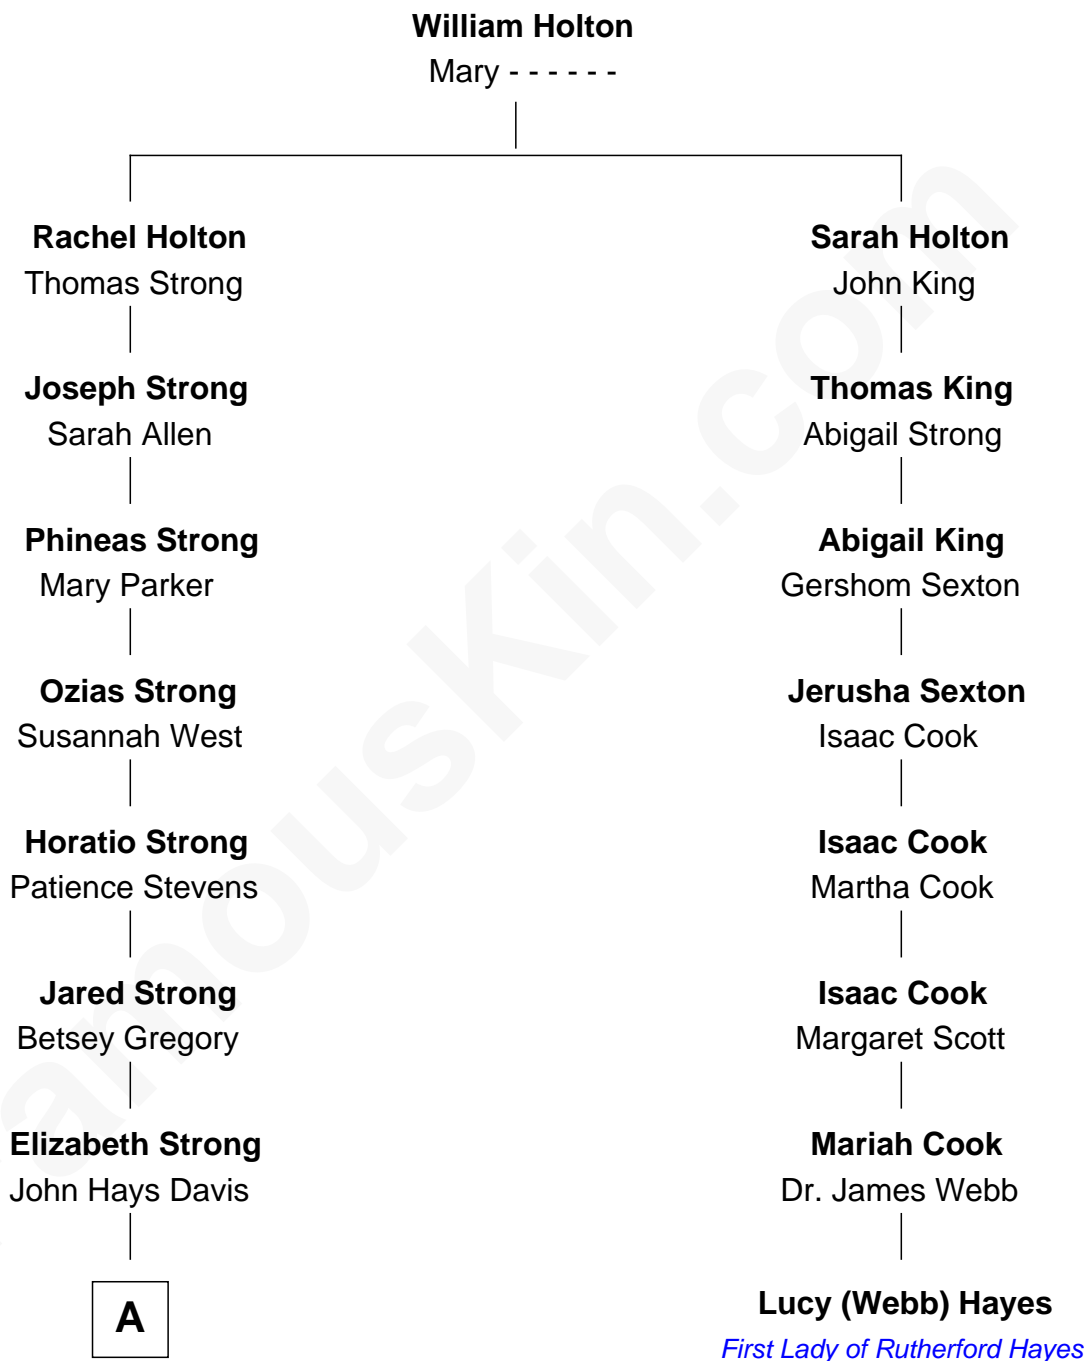 William Holton
Mary - - - - - -
Rachel Holton
Thomas Strong
Sarah Holton
John King
Joseph Strong
Sarah Allen
Thomas King
Abigail Strong
Phineas Strong
Mary Parker
Abigail King
Gershom Sexton
Ozias Strong
Susannah West
Jerusha Sexton
Isaac Cook
Horatio Strong
Patience Stevens
Isaac Cook
Martha Cook
Jared Strong
Betsey Gregory
Isaac Cook
Margaret Scott
Elizabeth Strong
John Hays Davis
Mariah Cook
Dr. James Webb
A
Lucy (Webb) Hayes
First Lady of Rutherford Hayes
amousKin.com